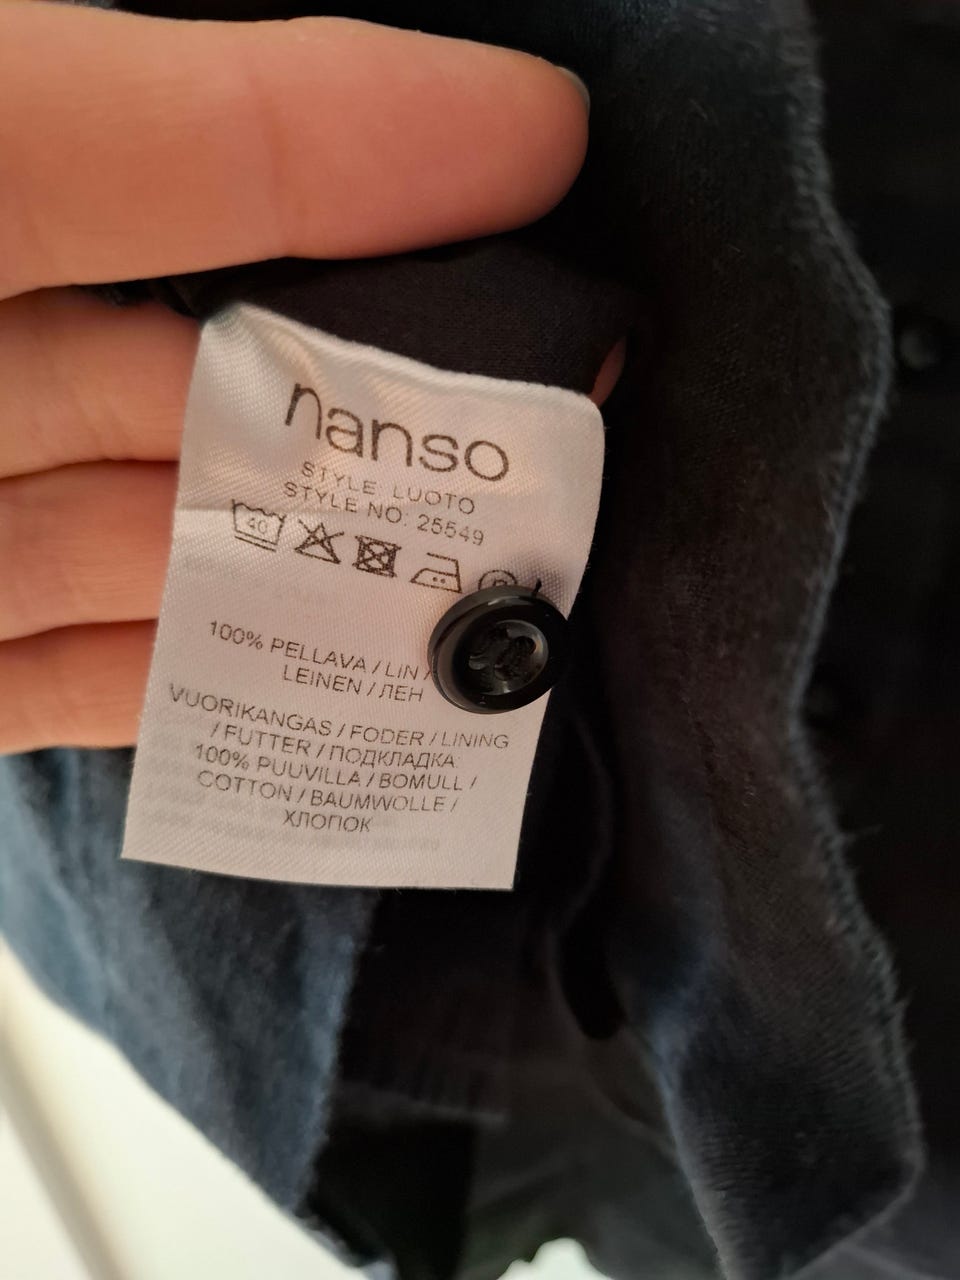 nanso
STYLE LUOTO
STYLE NO: 25549
40
100% PELLAVA / LIN /
LEINEN / ЛЕН
VUORIKANGAS / FODER / LINING
/ FUTTER / ПОДКЛАДКА:
100% PUUVILLA / BOMULL /
COTTON / BAUMWOLLE /
ХЛОПОК